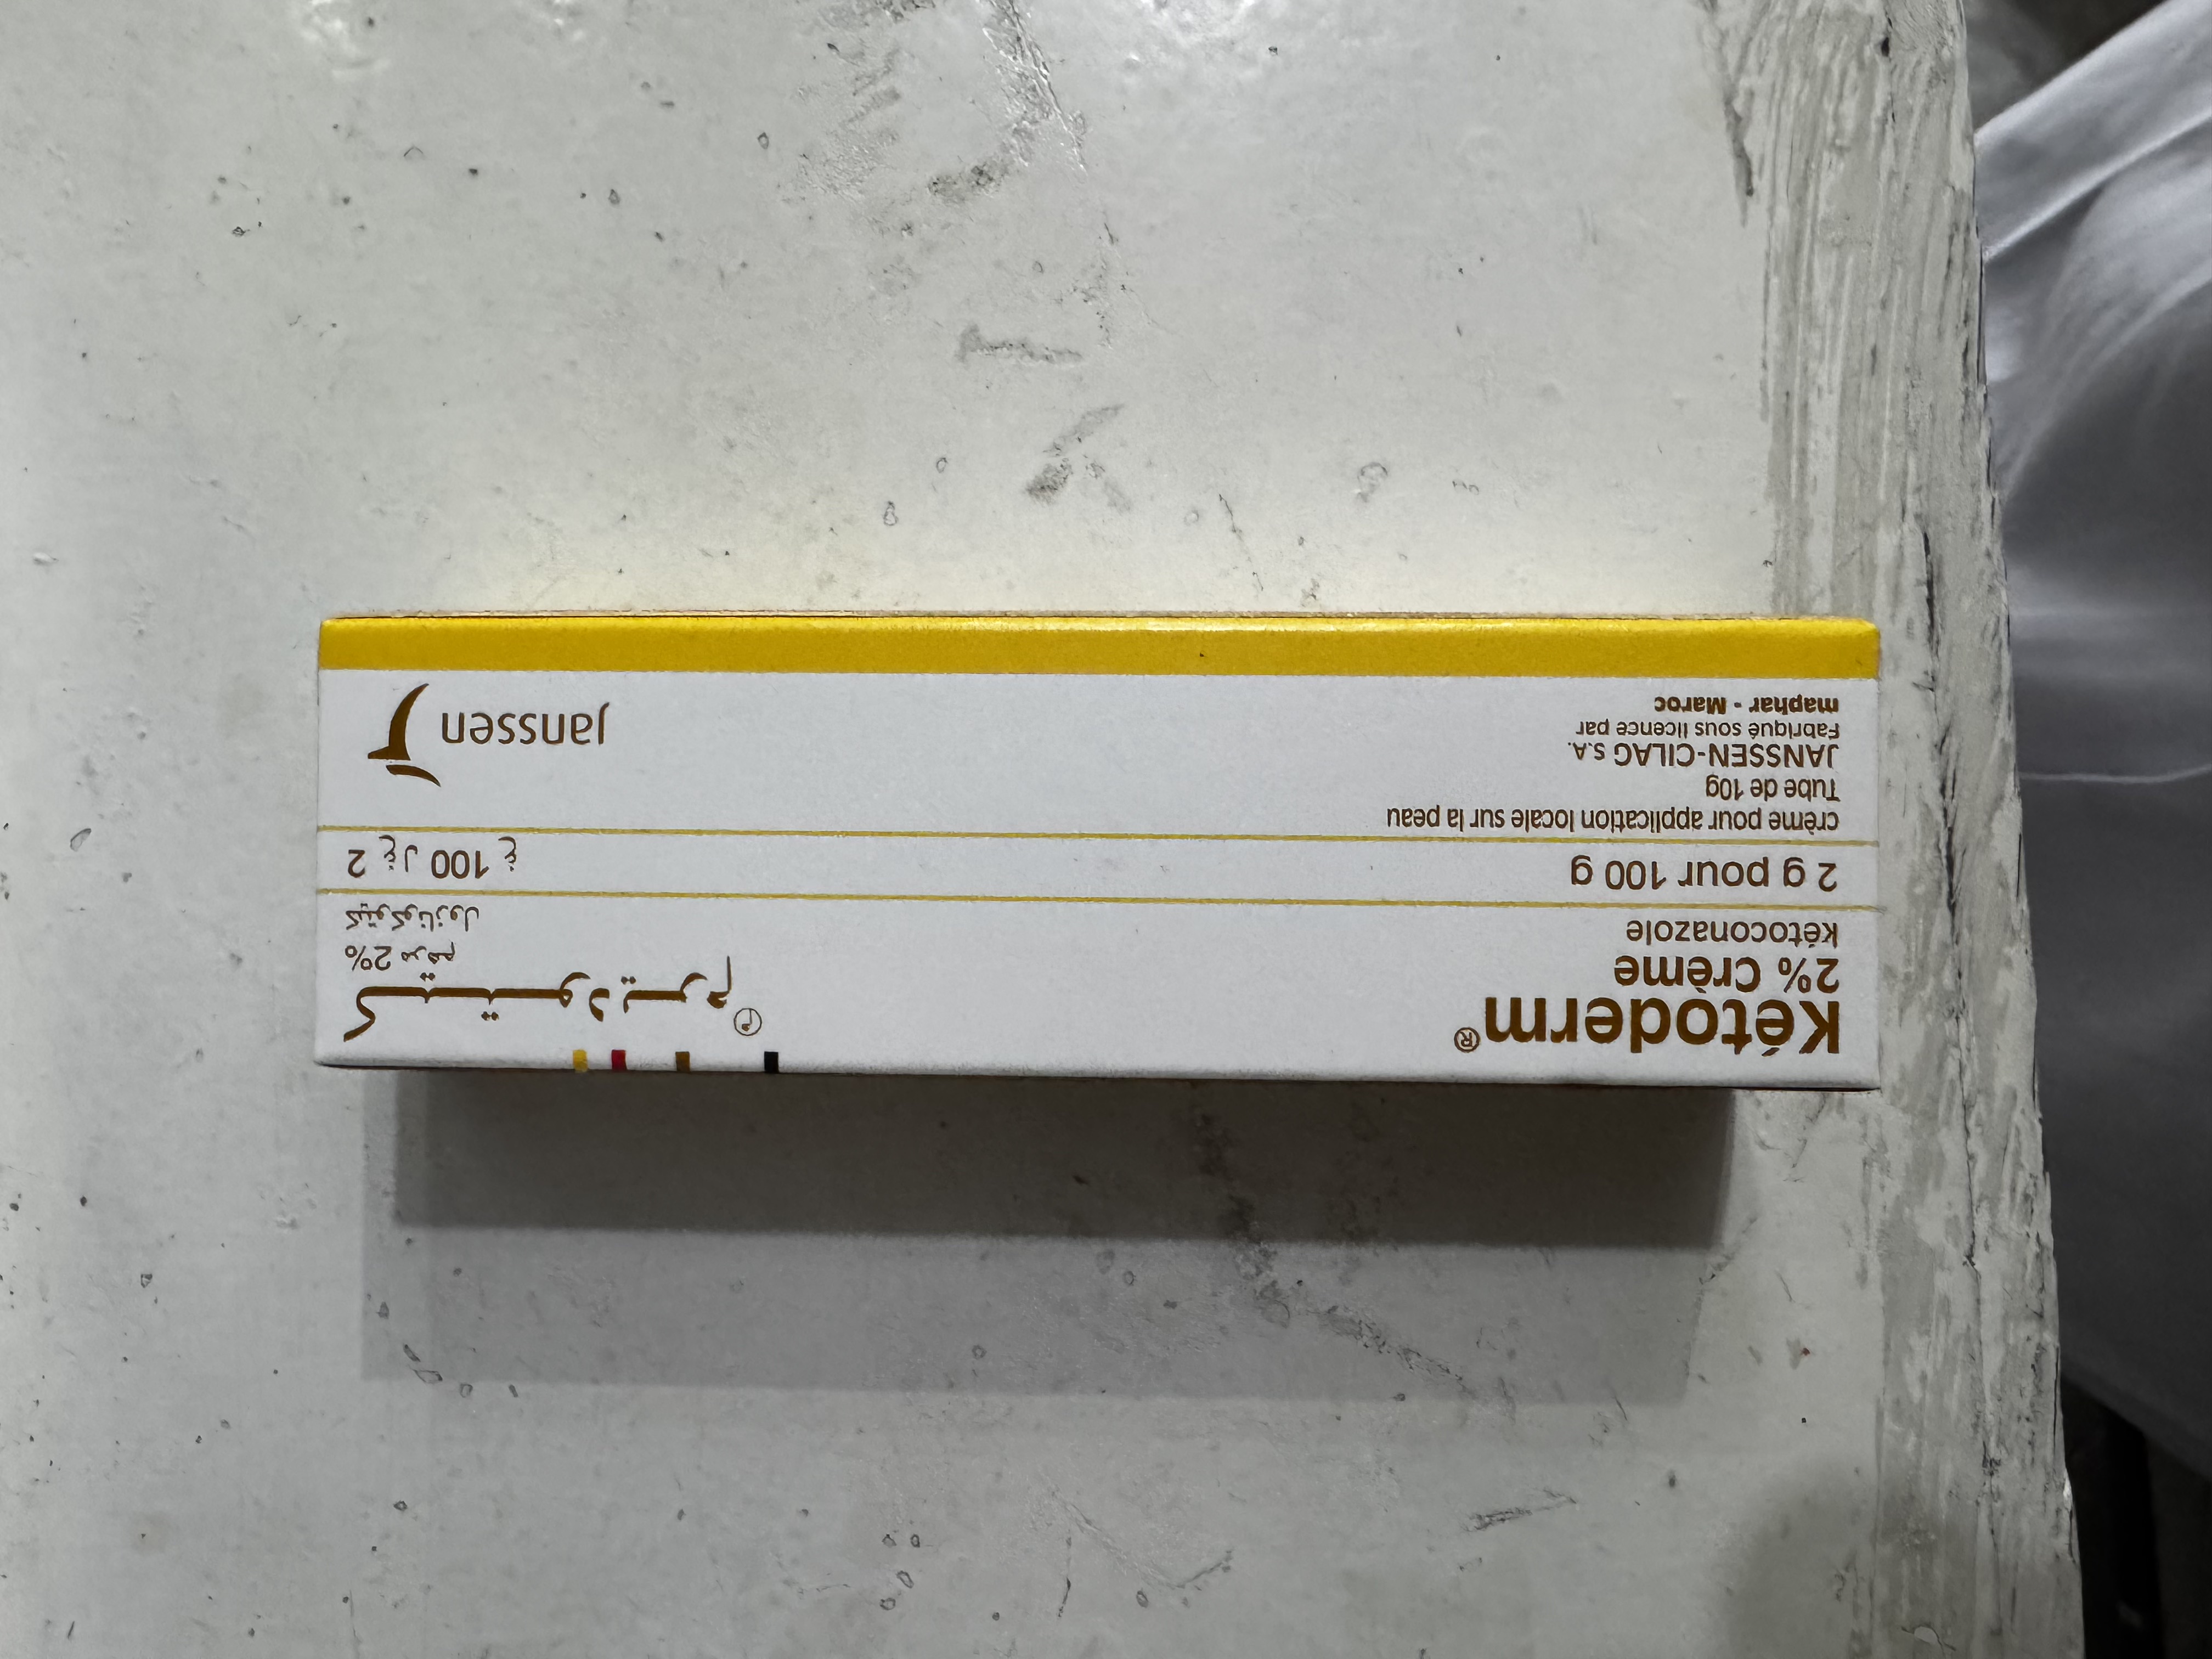 Kétoderm®
2% Crème
kétoconazole
2 g pour 100 g
crème pour application locale sur la peau
Tube de 10g
JANSSEN-CILAG S.A.
Fabriqué sous licence par
maphar - Maroc
كيتوديرم م
2% مرهم
كيتوكونازول
2 غ ل 100 غ
janssen